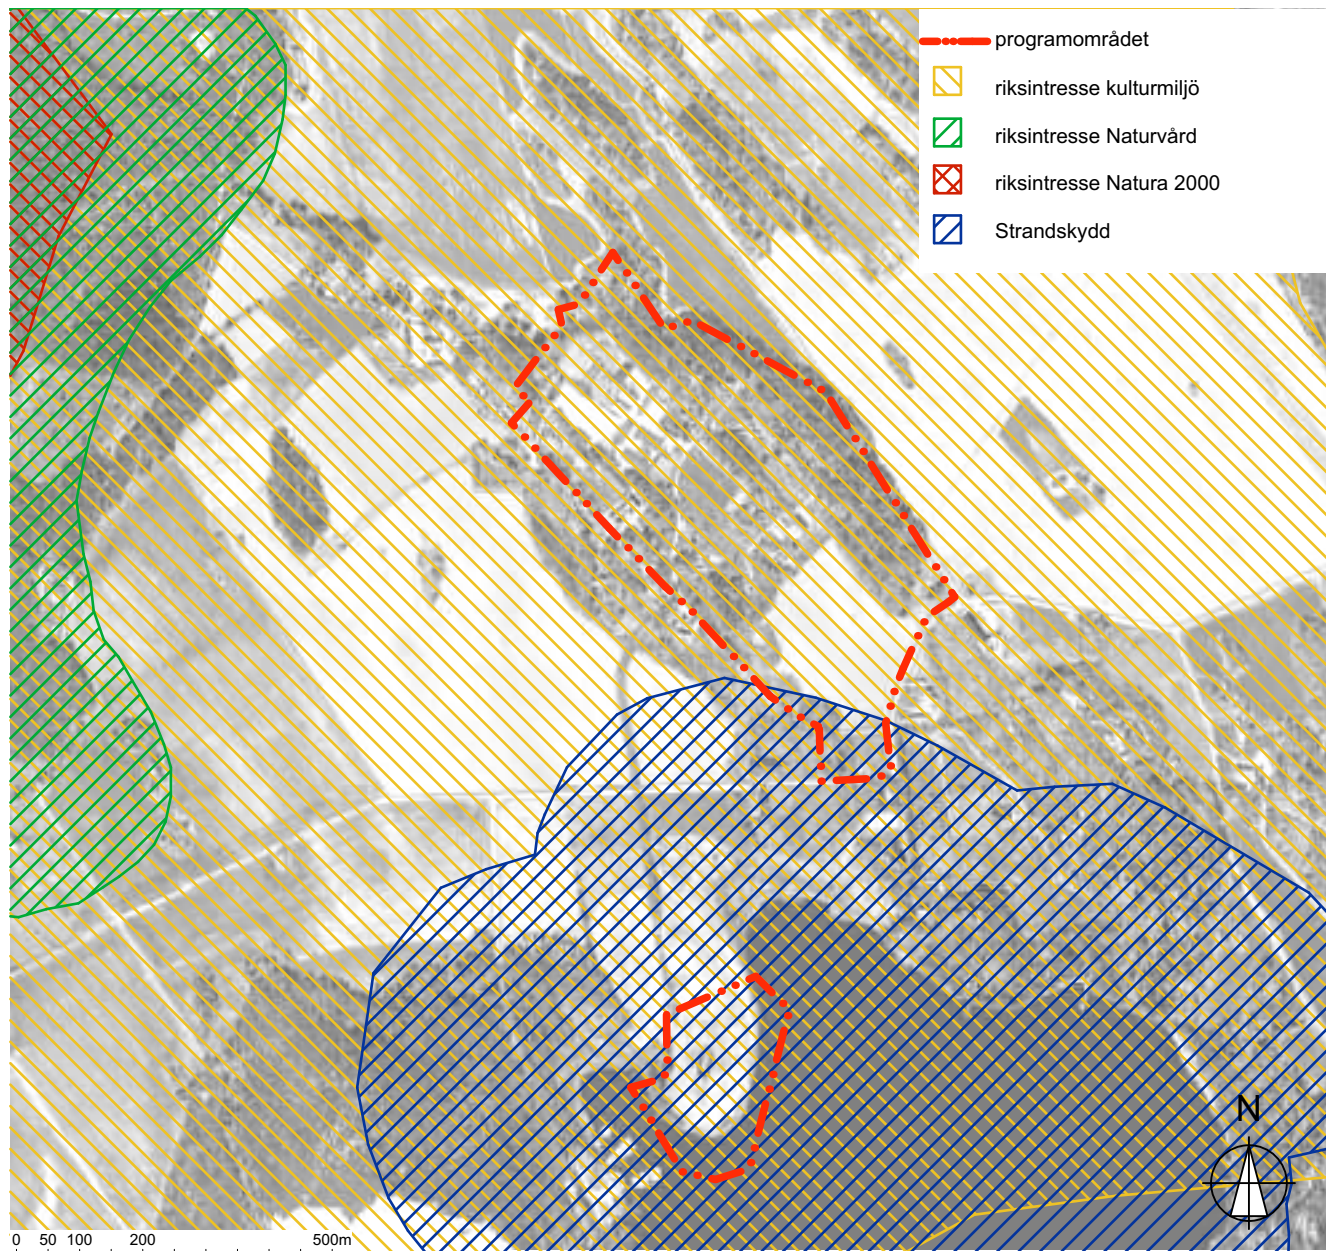 programområdet
riksintresse kulturmiljö
riksintresse Naturvård
riksintresse Natura 2000
Strandskydd
N
0 50 100 200 500m